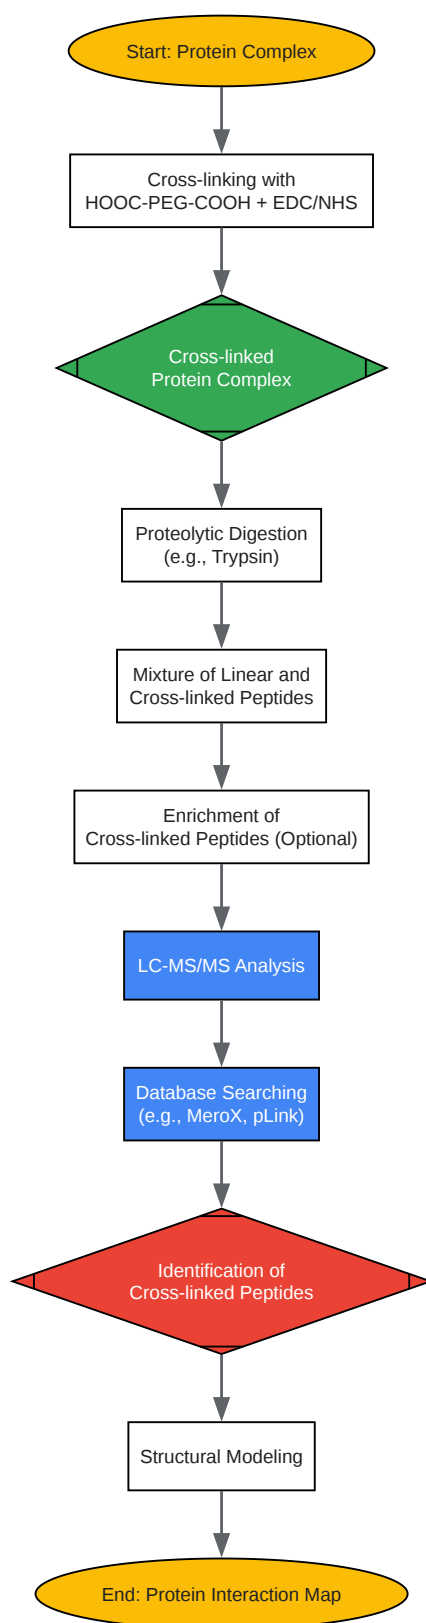 Start: Protein Complex
Cross-linking with
HOOC-PEG-COOH + EDC/NHS
Cross-linked
Protein Complex
Proteolytic Digestion
(e.g., Trypsin)
Mixture of Linear and
Cross-linked Peptides
Enrichment of
Cross-linked Peptides (Optional)
LC-MS/MS Analysis
Database Searching
(e.g., MeroX, pLink)
Identification of
Cross-linked Peptides
Structural Modeling
End: Protein Interaction Map